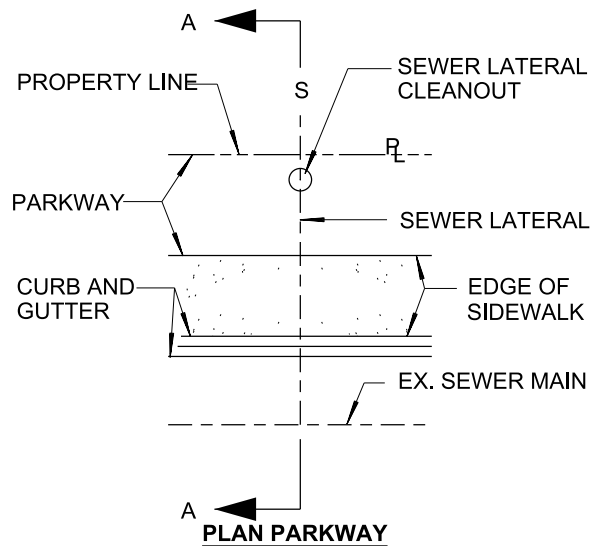 A
PROPERTY LINE
S
SEWER LATERAL
CLEANOUT
PL
PARKWAY
SEWER LATERAL
CURB AND
GUTTER
EDGE OF
SIDEWALK
EX. SEWER MAIN
A
PLAN PARKWAY